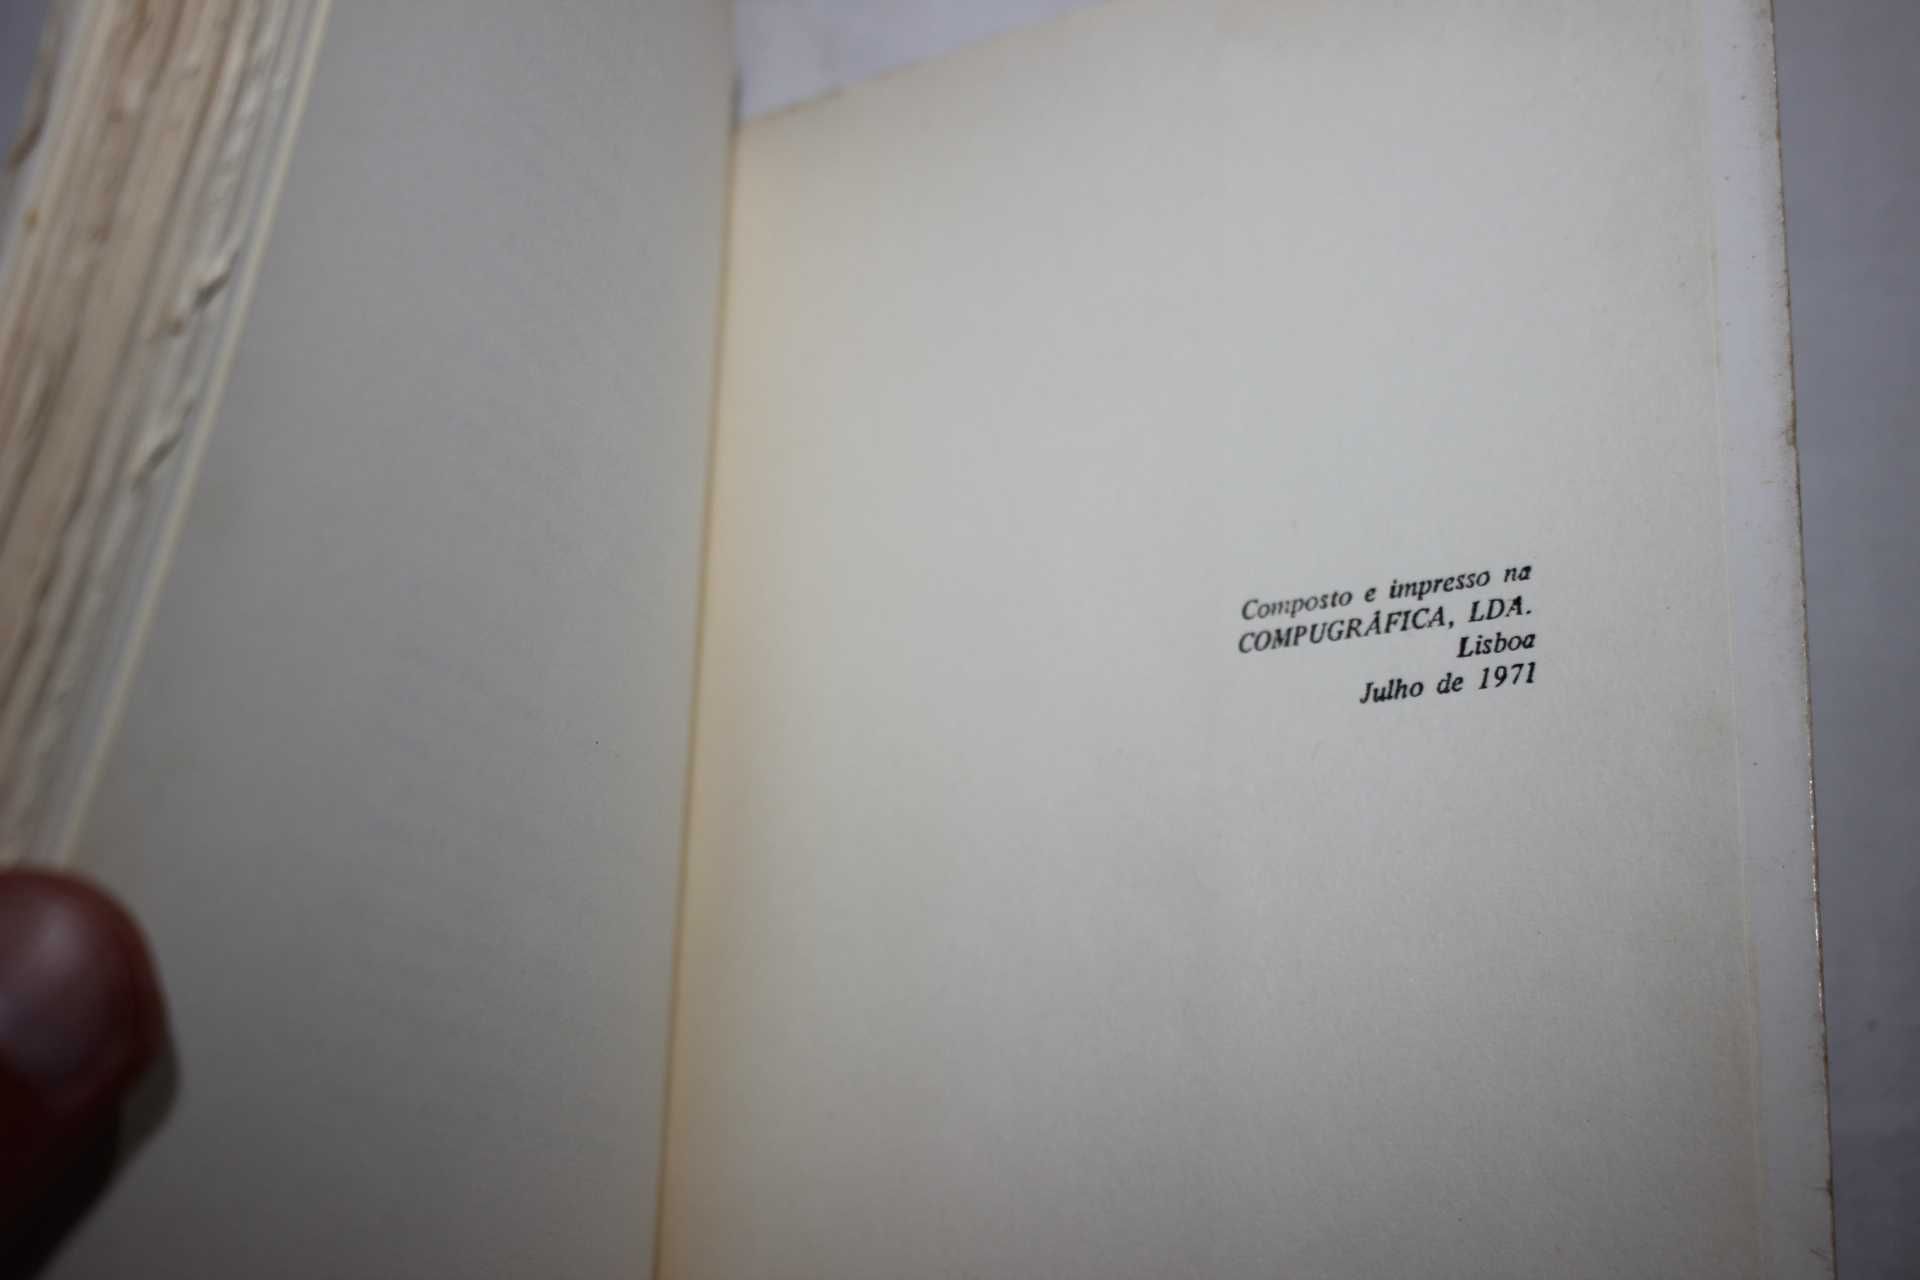 Composto e impresso na
COMPUGRÁFICA, LDA.
Lisboa
Julho de 1971